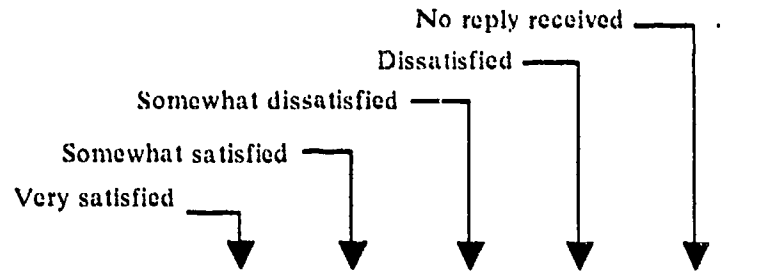 No reply received
Dissatisfied
Somewhat dissatisfied
Somewhat satisfied
Very satisfied